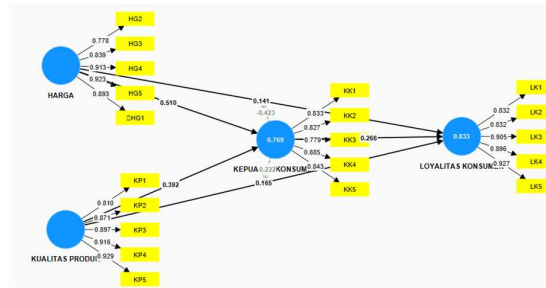 HG2
0.778
HG3
0.839
HG4
0.913
0.923
HG5
0.893
CHG1
HARGA
0.510
0.141
-0.423
KK1
0.833
KK2
0.827
0.769
0.779
KK3
0.266
KEPUA
KONSUM
0.885
KK4
0.843
0.222
KK5
0.392
0.165
LK1
0.832
LK2
0.832
0.833
0.905
LK3
0.896
LK4
LOYALITAS KONSUMEN
0.927
LK5
KP1
0.810
KP2
0.871
KP3
0.897
0.916
KP4
KUALITAS PRODUK
0.929
KP5